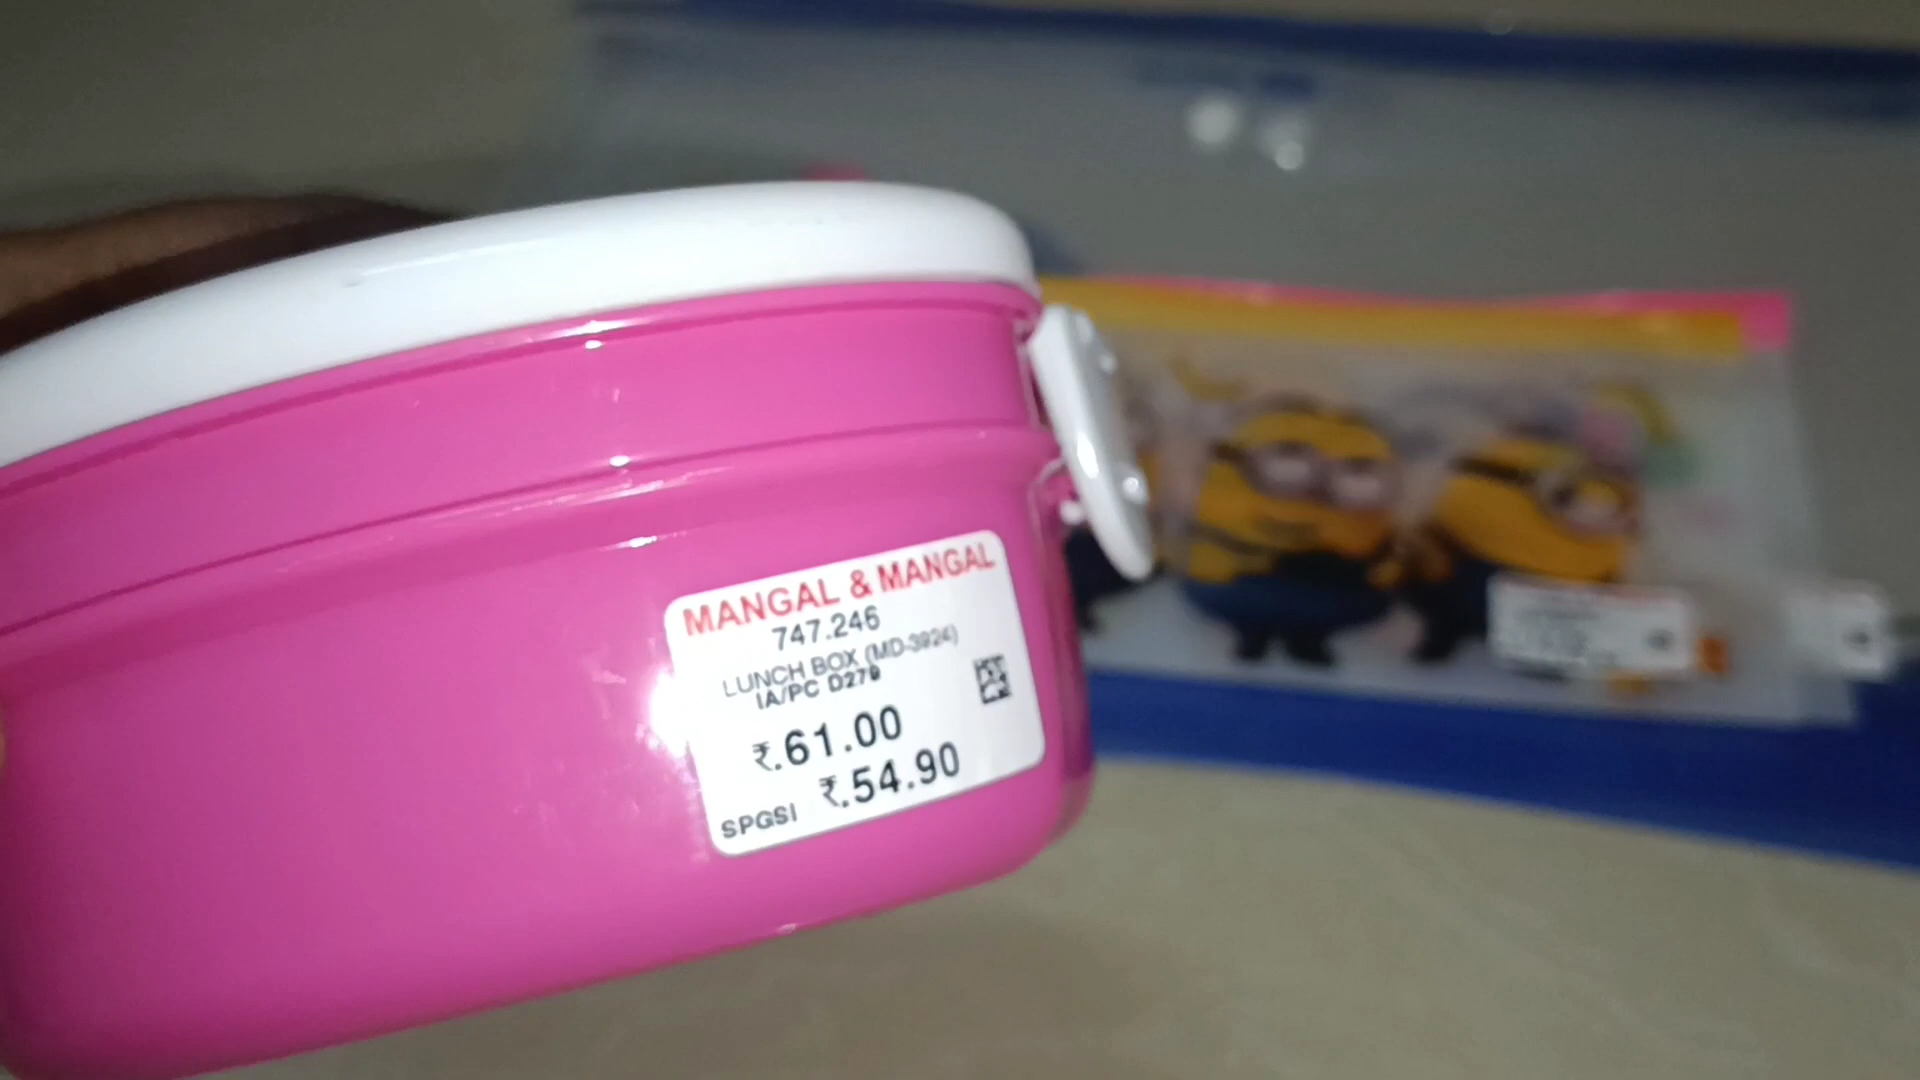 MANGAL & MANGAL
747.246
LUNCH BOX (MD-3924)
IA/PC D279
₹.61.00
₹.54.90
SPGSI